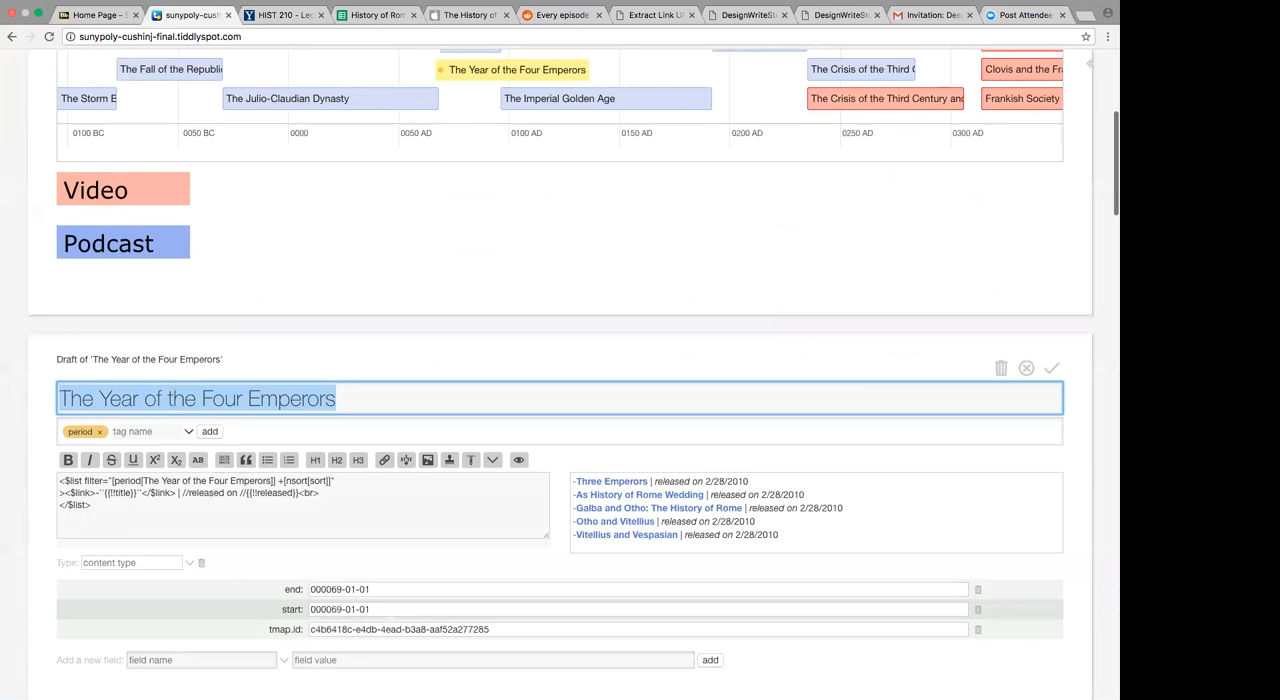 Home Page – S
sunypoly-cush
HIST 210 - Lec
History of Rom
The History of
Every episode
Extract Link UR
DesignWriteSt
DesignWriteSt
Invitation: Des
Post Attendee
sunypoly-cushinj-final.tiddlyspot.com
The Fall of the Republi
The Year of the Four Emperors
The Crisis of the Third C
Clovis and the Fra
The Storm B
The Julio-Claudian Dynasty
The Imperial Golden Age
The Crisis of the Third Century and
Frankish Society
0100 BC
0050 BC
0000
0050 AD
0100 AD
0150 AD
0200 AD
0250 AD
0300 AD
Video
Podcast
Draft of 'The Year of the Four Emperors'
The Year of the Four Emperors
period × tag name add
B I S U X² X₂ AB H1 H2 H3
<$list filter="[period[The Year of the Four Emperors]] +[nsort[sort]]"
><$link>-''{{!!title}}''</$link> | //released on //{{!!released}}<br>
</$list>
-Three Emperors | released on 2/28/2010
-As History of Rome Wedding | released on 2/28/2010
-Galba and Otho: The History of Rome | released on 2/28/2010
-Otho and Vitellius | released on 2/28/2010
-Vitellius and Vespasian | released on 2/28/2010
Type: content type
end: 000069-01-01
start: 000069-01-01
tmap.id: c4b6418c-e4db-4ead-b3a8-aaf52a277285
Add a new field: field name field value add